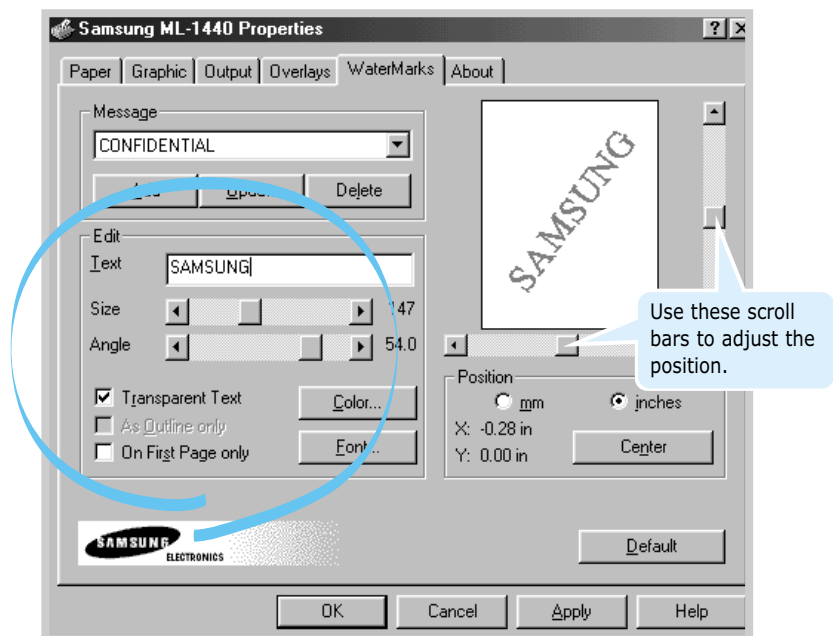 Samsung ML-1440 Properties
Paper Graphic Output Overlays WaterMarks About
Message
CONFIDENTIAL
Delete
Edit
Text SAMSUNG
Size 147
Angle 54.0
Transparent Text Color...
As Outline only
On First Page only Font...
SAMSUNG
Use these scroll
bars to adjust the
position.
Position
mm inches
X: -0.28 in
Y: 0.00 in Center
SAMSUNG
ELECTRONICS
Default
OK Cancel Apply Help